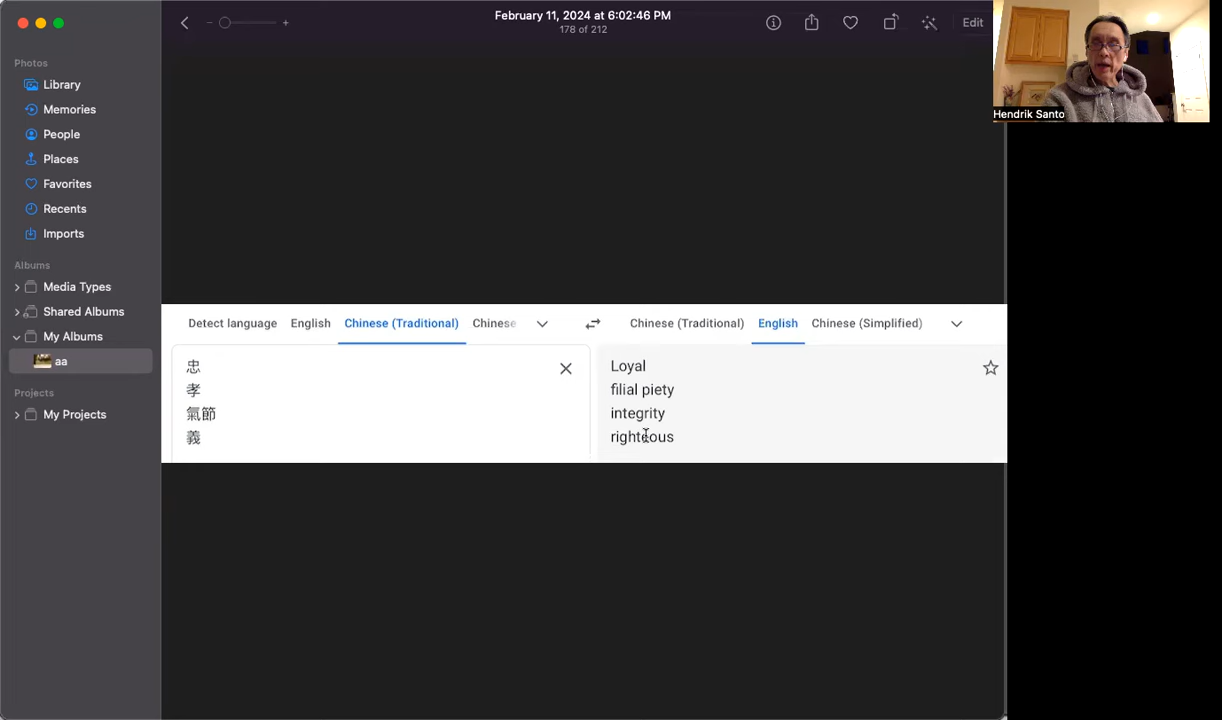 February 11, 2024 at 6:02:46 PM
178 of 212
Edit
Hendrik Santo
Photos
Library
Memories
People
Places
Favorites
Recents
Imports
Albums
Media Types
Shared Albums
My Albums
aa
Projects
My Projects
Detect language English Chinese (Traditional) Chinese
Chinese (Traditional) English Chinese (Simplified)
忠
孝
氣節
義
Loyal
filial piety
integrity
righteous